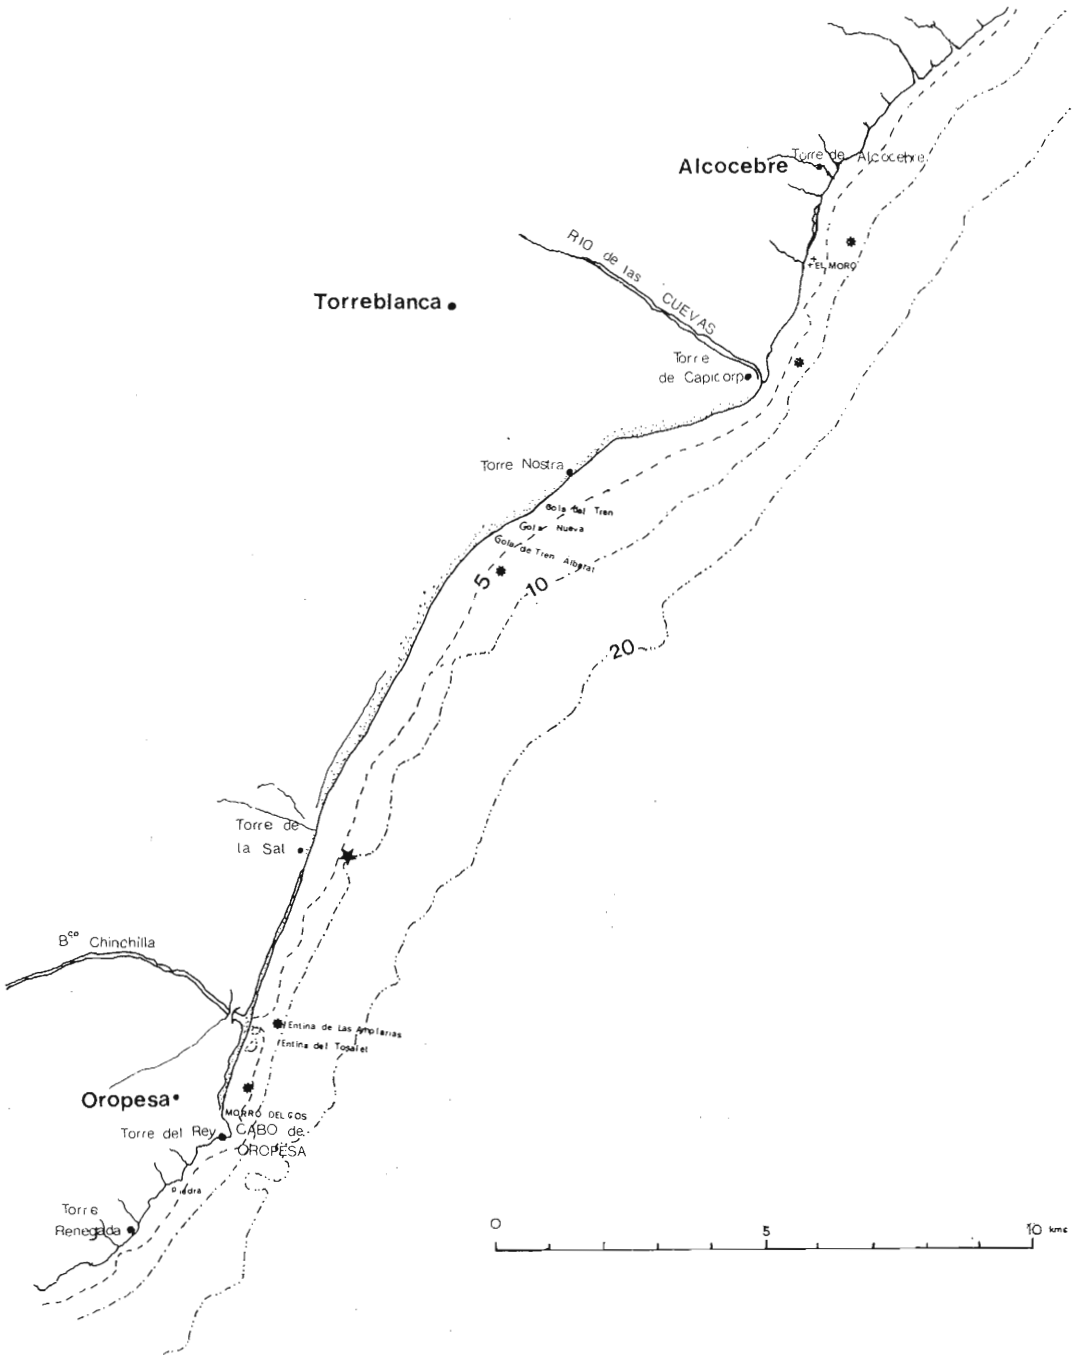 Alcocebre
Torre de Alcocebre
RIO de las CUEVAS
EL MORO
Torreblanca
Torre
de Capicorp
Torre Nostra
Gola del Tren
Gola Nueva
Gola de Tren Alberat
5
10
20
Torre de
la Sal
Bco Chinchilla
Entina de Las Amplarias
Entina del Tosalet
Oropesa
MORRO DEL GOS
Torre del Rey
CABO de
OROPESA
Piedra
Torre
Renegada
0
5
10 kms